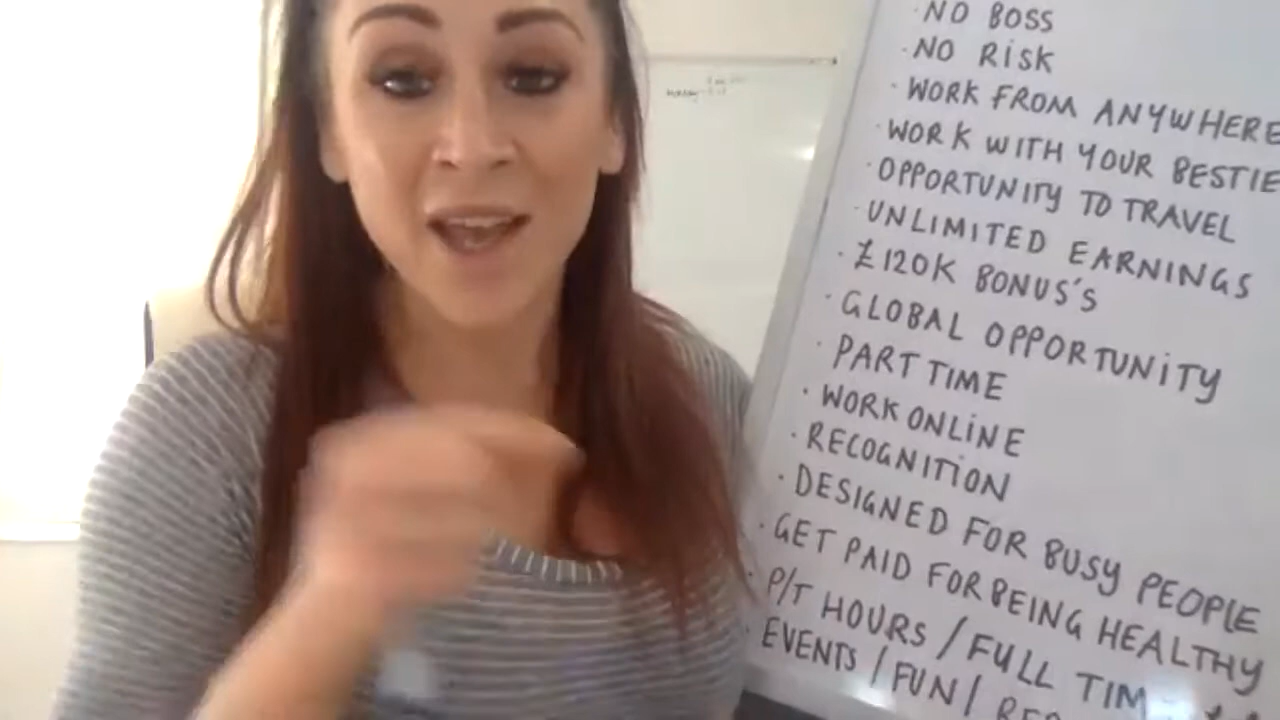 · NO BOSS
· NO RISK
· WORK FROM ANYWHERE
· WORK WITH YOUR BESTIE
· OPPORTUNITY TO TRAVEL
· UNLIMITED EARNINGS
· £120K BONUS'S
· GLOBAL OPPORTUNITY
· PART TIME
· WORK ONLINE
· RECOGNITION
· DESIGNED FOR BUSY PEOPLE
· GET PAID FOR BEING HEALTHY
· P/T HOURS / FULL TIM
· EVENTS / FUN /